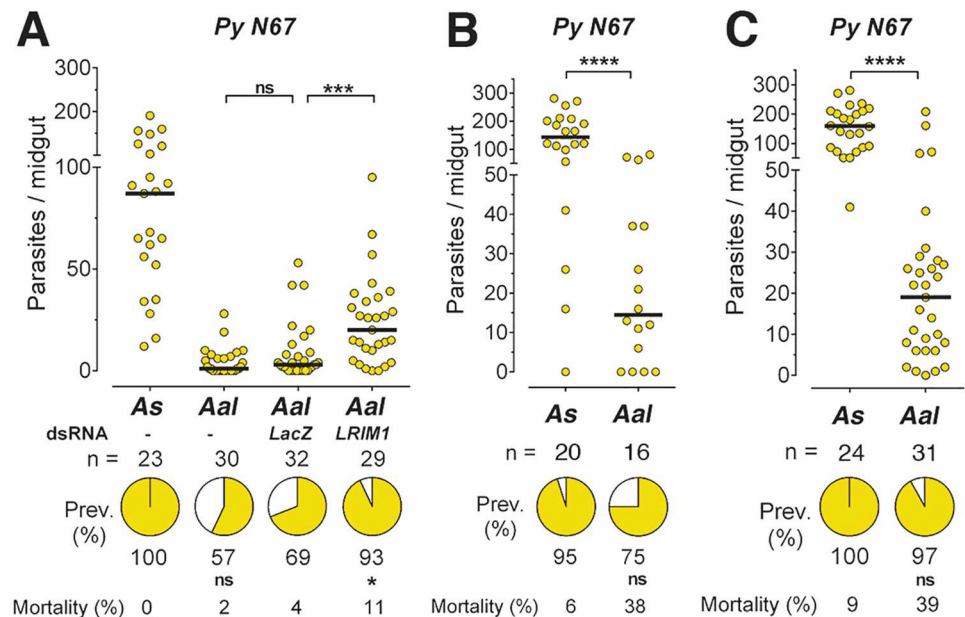 A Py N67
Parasites / midgut
300
200
100
50
0
ns ***
As Aal Aal Aal
dsRNA - - LacZ LRIM1
n = 23 30 32 29
Prev. (%)
100 57 69 93
ns *
Mortality (%) 0 2 4 11
B Py N67
Parasites / midgut
300
200
100
50
40
30
20
10
0
****
As Aal
n = 20 16
Prev. (%)
95 75
ns
Mortality (%) 6 38
C Py N67
Parasites / midgut
300
200
100
50
40
30
20
10
0
****
As Aal
n = 24 31
Prev. (%)
100 97
ns
Mortality (%) 9 39